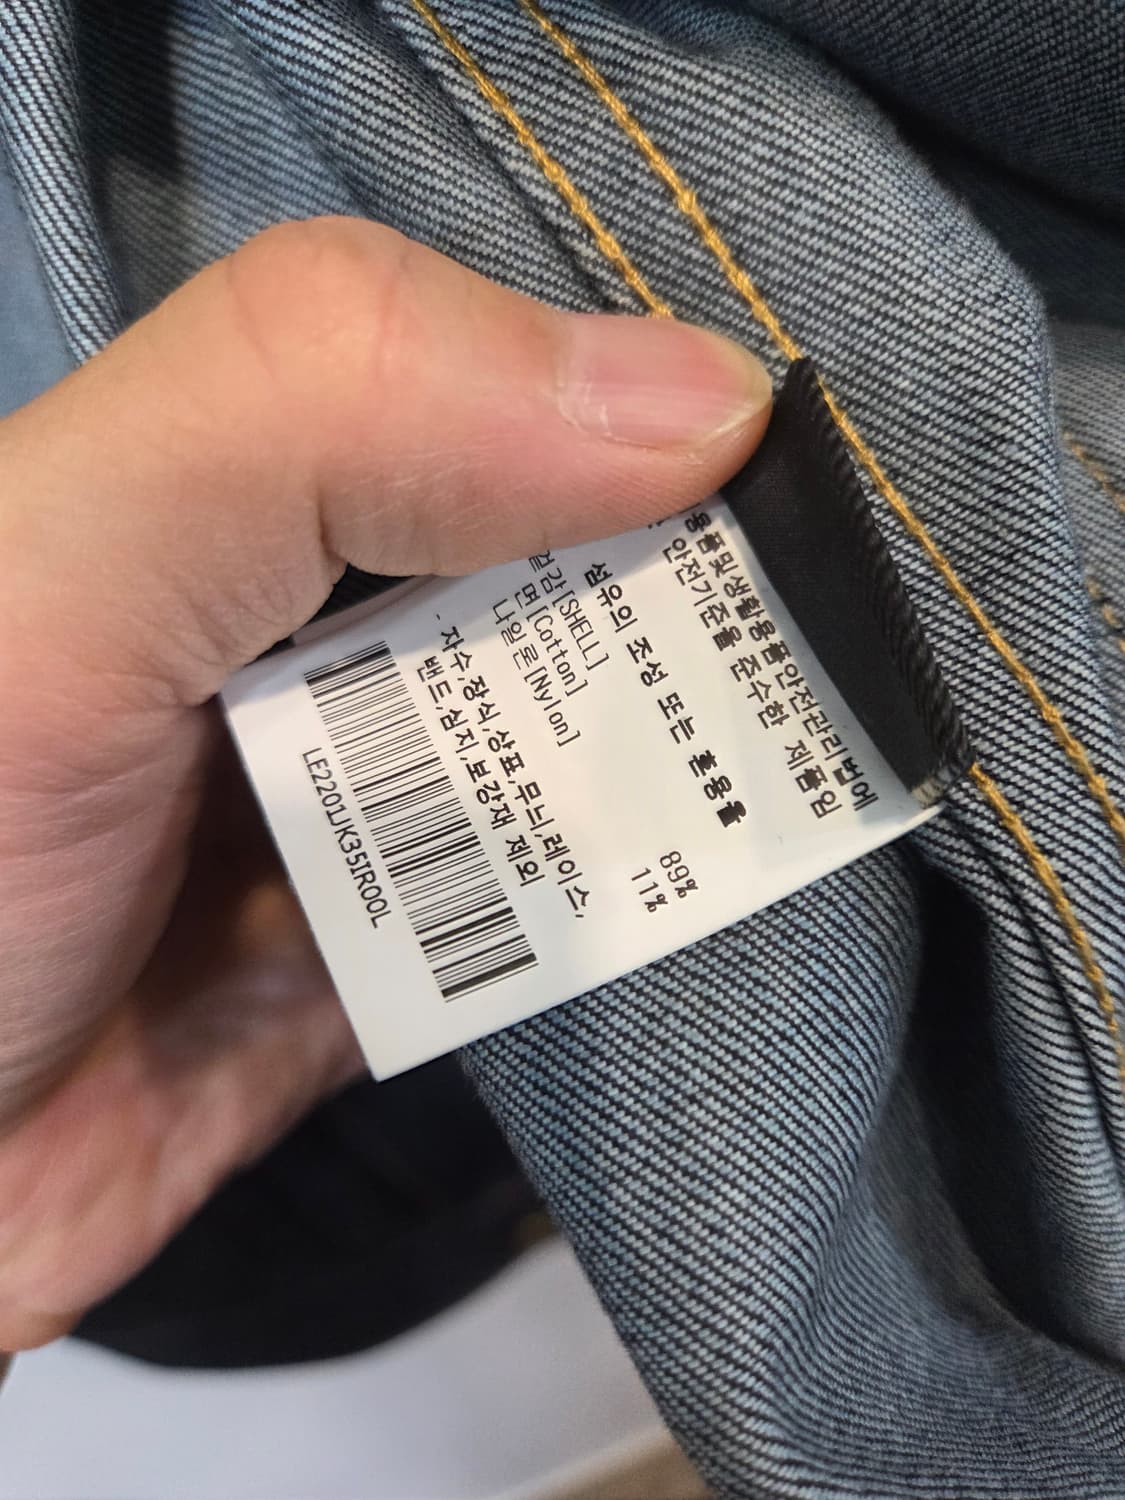 용품및생활용품안전관리법에
안전기준을 준수한 제품임
섬유의 조성 또는 혼용율
겉감[SHELL]
면[Cotton] 89%
나일론[Nylon] 11%
- 자수,장식,상표,무늬,레이스,
밴드,심지,보강재 제외
LE2201JK35IR00L